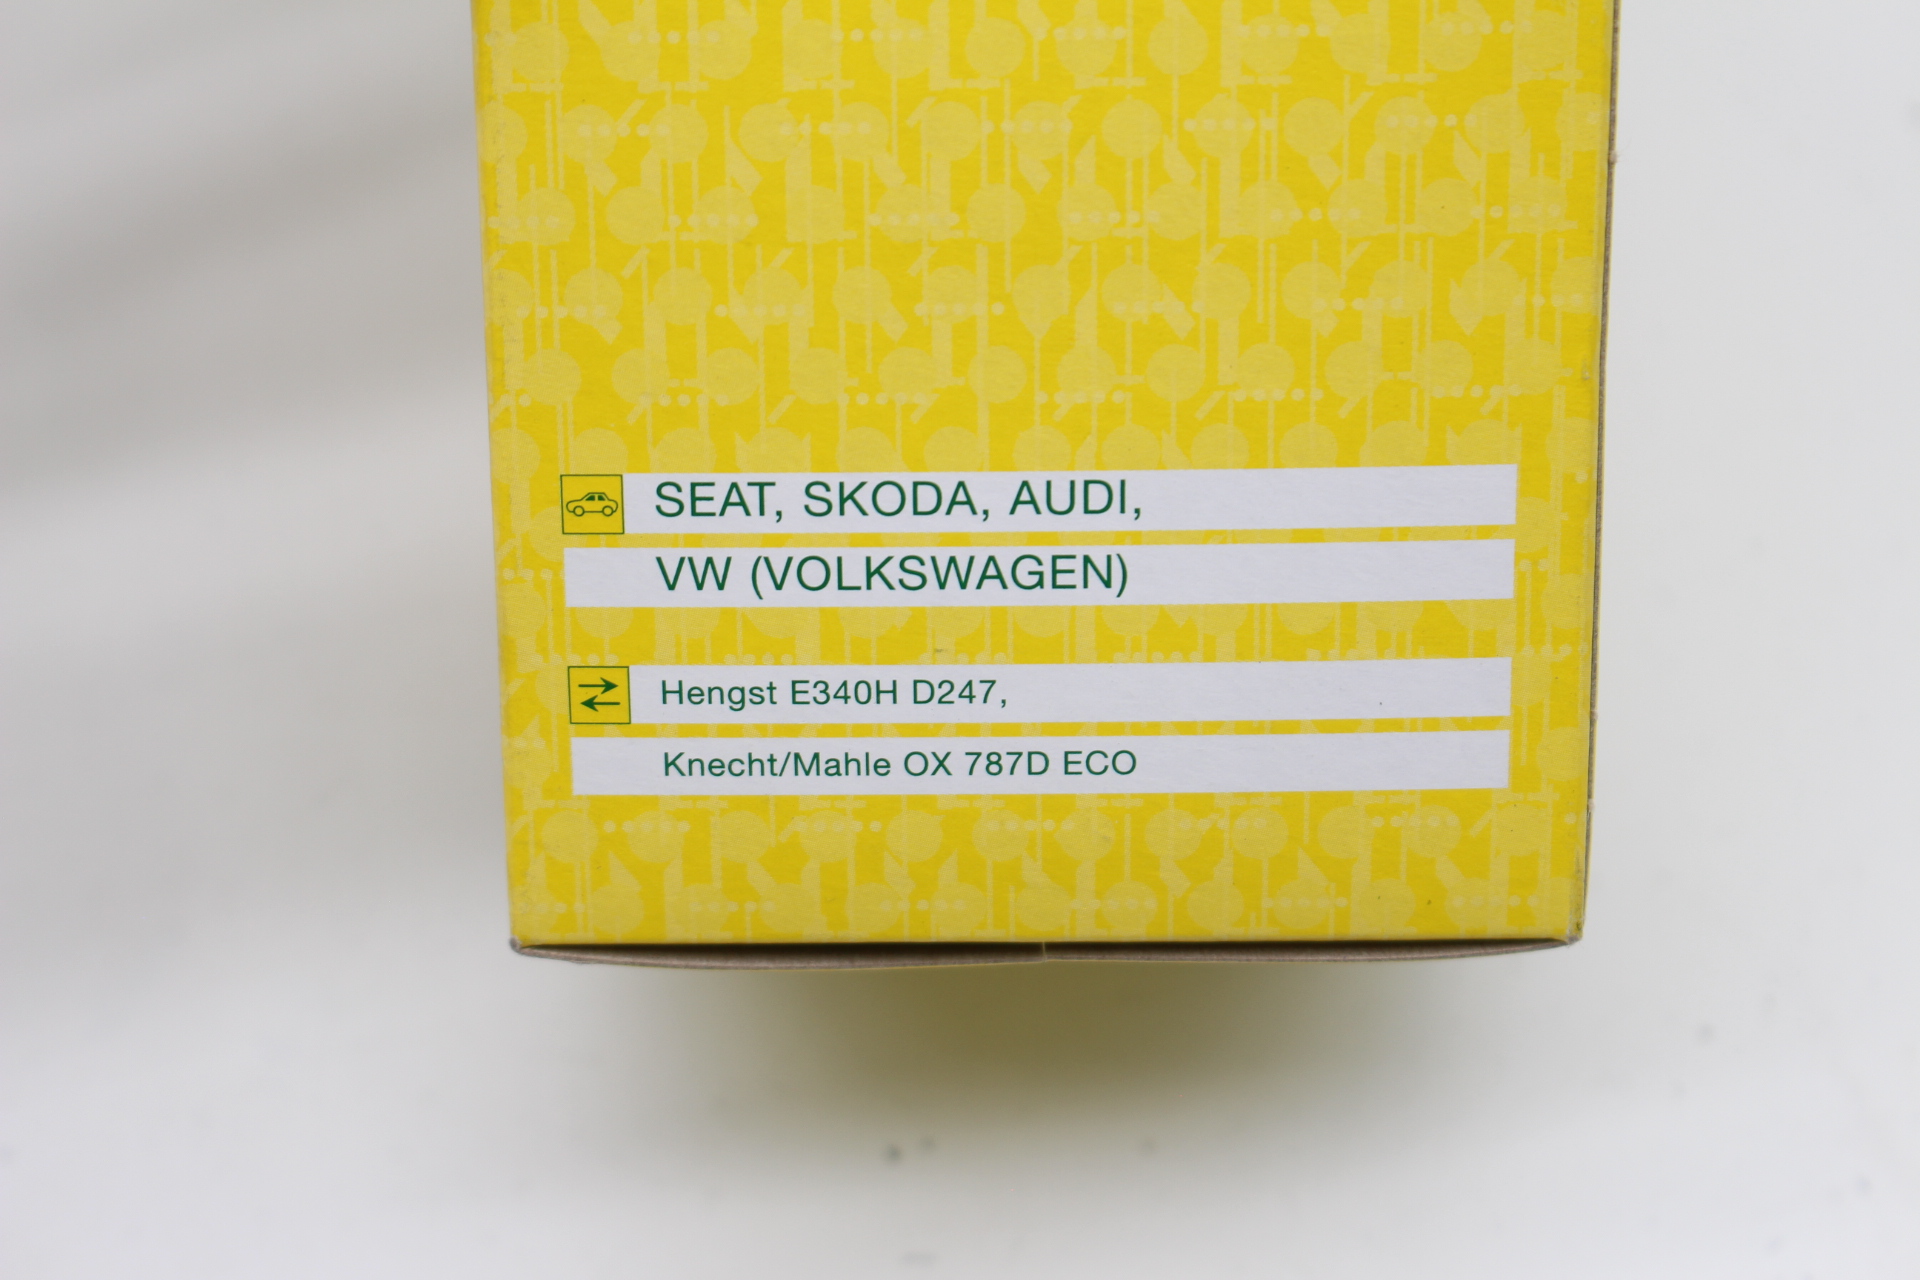 SEAT, SKODA, AUDI,
VW (VOLKSWAGEN)
Hengst E340H D247,
Knecht/Mahle OX 787D ECO